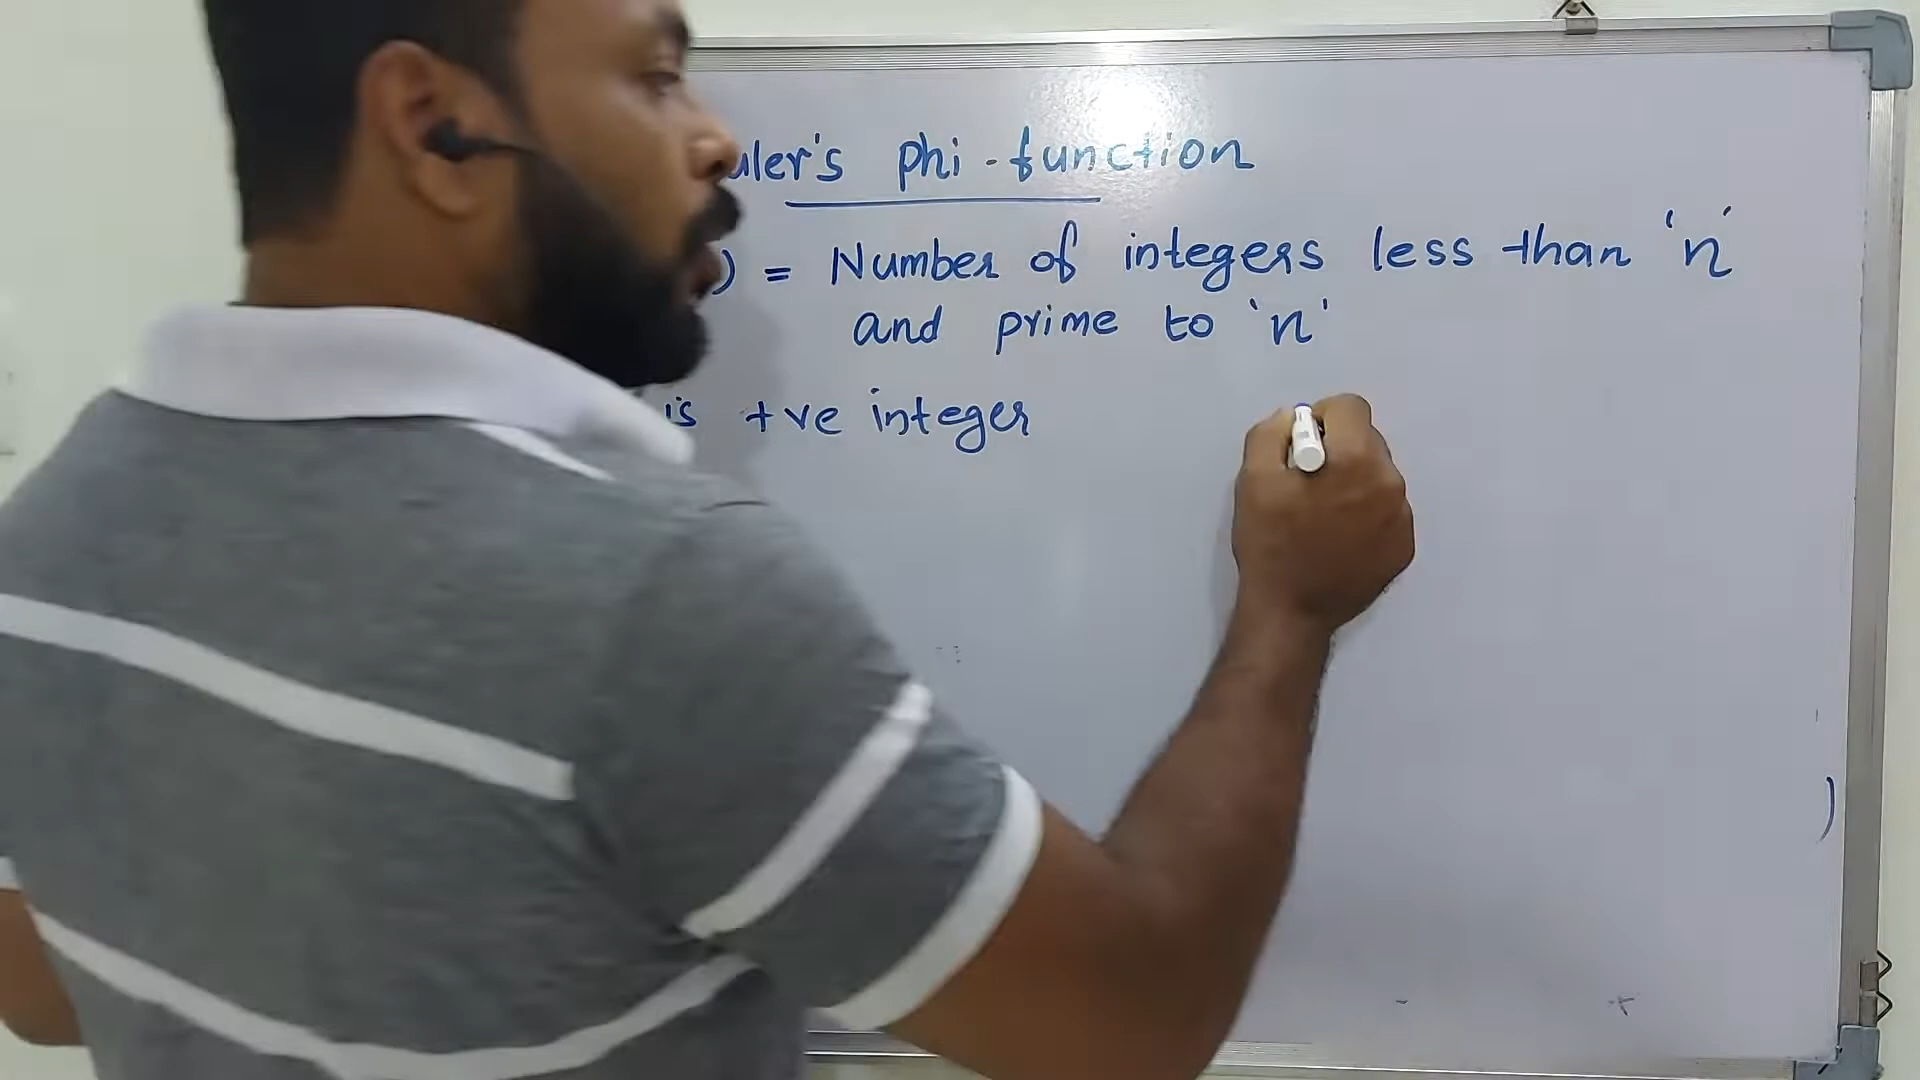 uler's phi-function
) = Number of integers less than 'n'
and prime to 'n'
is +ve integer
)